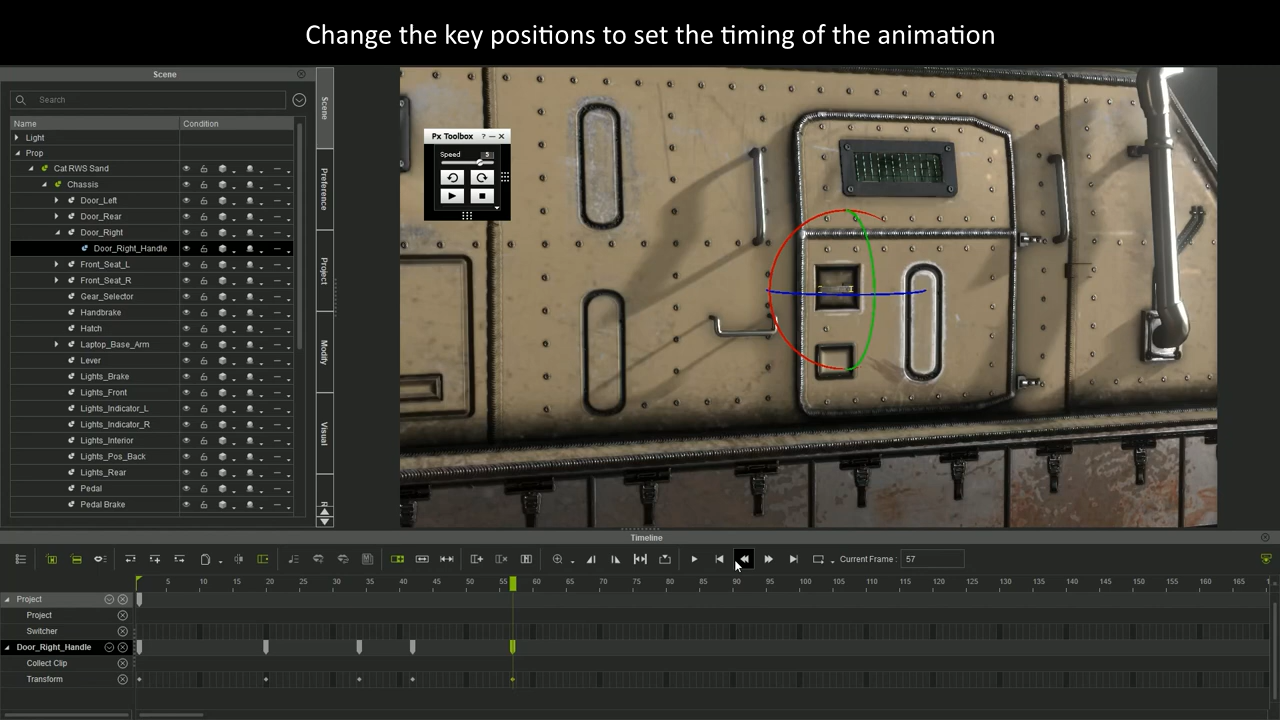 Change the key positions to set the timing of the animation
Scene
Search
Name Condition
Light
Prop
Cat RWS Sand
Chassis
Door_Left
Door_Rear
Door_Right
Door_Right_Handle
Front_Seat_L
Front_Seat_R
Gear_Selector
Handbrake
Hatch
Laptop_Base_Arm
Lever
Lights_Brake
Lights_Front
Lights_Indicator_L
Lights_Indicator_R
Lights_Interior
Lights_Pos_Back
Lights_Rear
Pedal
Pedal Brake
Scene
Preference
Project
Modify
Visual
Px Toolbox ?
Speed 5
Timeline
Current Frame : 57
5 10 15 20 25 30 35 40 45 50 55 60 65 70 75 80 85 90 95 100 105 110 115 120 125 130 135 140 145 150 155 160 165
Project
Project
Switcher
Door_Right_Handle
Collect Clip
Transform